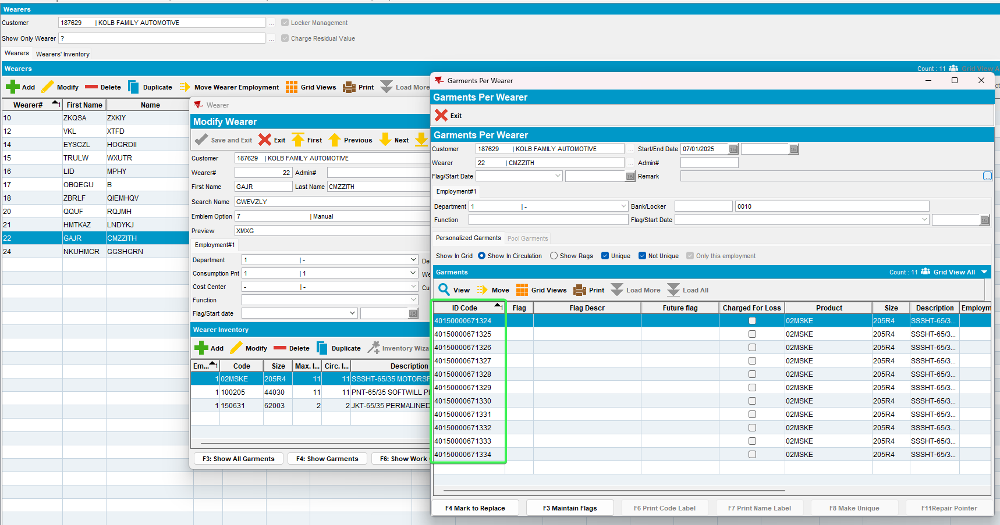 Wearers
Customer 187629 | KOLB FAMILY AUTOMOTIVE ... Locker Management
Show Only Wearer ? ... Charge Residual Value
Wearers Wearers' Inventory
Wearers Count : 11 Grid View A
Add Modify Delete Duplicate Move Wearer Employment Grid Views Print Load More
Wearer# 1 First Name Name
10 ZKQSA ZXKIY
12 VKL XTFD
14 EYSCZL HOGRDII
15 TRULW WXUTR
16 LID MPHY
17 OBQEGU B
18 ZBRLF QIEMHQV
20 QQUF RQJMH
21 HMTKAZ LNDYKJ
22 GAJR CMZZITH
24 NKUHMCR GGSHGRN
Wearer
Modify Wearer
Save and Exit Exit First Previous Next
Customer 187629 | KOLB FAMILY AUTOMOTIVE
Wearer# 22 Admin#
First Name GAJR Last Name CMZZITH
Search Name GWEVZLY
Emblem Option 7 | Manual
Preview XMXG
Employment#1
Department 1 | - De
Consumption Pnt 1 | 1 We
Cost Center - | - Cu
Function
Flag/Start date 16
Wearer Inventory
Add Modify Delete Duplicate Inventory Wiza
Em... 1 Code Size Max. I... Circ. I... Description
1 02MSKE 205R4 11 11 SSSHT-65/35 MOTORSP
1 100205 44030 11 11 PNT-65/35 SOFTWILL P
1 150631 62003 2 2 JKT-65/35 PERMALINED
F3: Show All Garments F4: Show Garments F6: Show Work
Garments Per Wearer
Garments Per Wearer
Exit
Garments Per Wearer
Customer 187629 | KOLB FAMILY AUTOMOTIVE ... Start/End Date 07/01/2025 16 16
Wearer 22 | CMZZITH ... Admin#
Flag/Start Date 16 Remark ...
Employment#1
Department 1 | - Bank/Locker 0010
Function Flag/Start Date 16
Personalized Garments Pool Garments
Show In Grid Show In Circulation Show Rags Unique Not Unique Only this employment
Garments Count : 11 Grid View All
View Move Grid Views Print Load More Load All
ID Code 1 Flag Flag Descr Future flag Charged For Loss Product Size Description Employm
40150000671324 02MSKE 205R4 SSSHT-65/3...
40150000671325 02MSKE 205R4 SSSHT-65/3...
40150000671326 02MSKE 205R4 SSSHT-65/3...
40150000671327 02MSKE 205R4 SSSHT-65/3...
40150000671328 02MSKE 205R4 SSSHT-65/3...
40150000671329 02MSKE 205R4 SSSHT-65/3...
40150000671330 02MSKE 205R4 SSSHT-65/3...
40150000671331 02MSKE 205R4 SSSHT-65/3...
40150000671332 02MSKE 205R4 SSSHT-65/3...
40150000671333 02MSKE 205R4 SSSHT-65/3...
40150000671334 02MSKE 205R4 SSSHT-65/3...
F4 Mark to Replace F3 Maintain Flags F6 Print Code Label F7 Print Name Label F8 Make Unique F11Repair Pointer